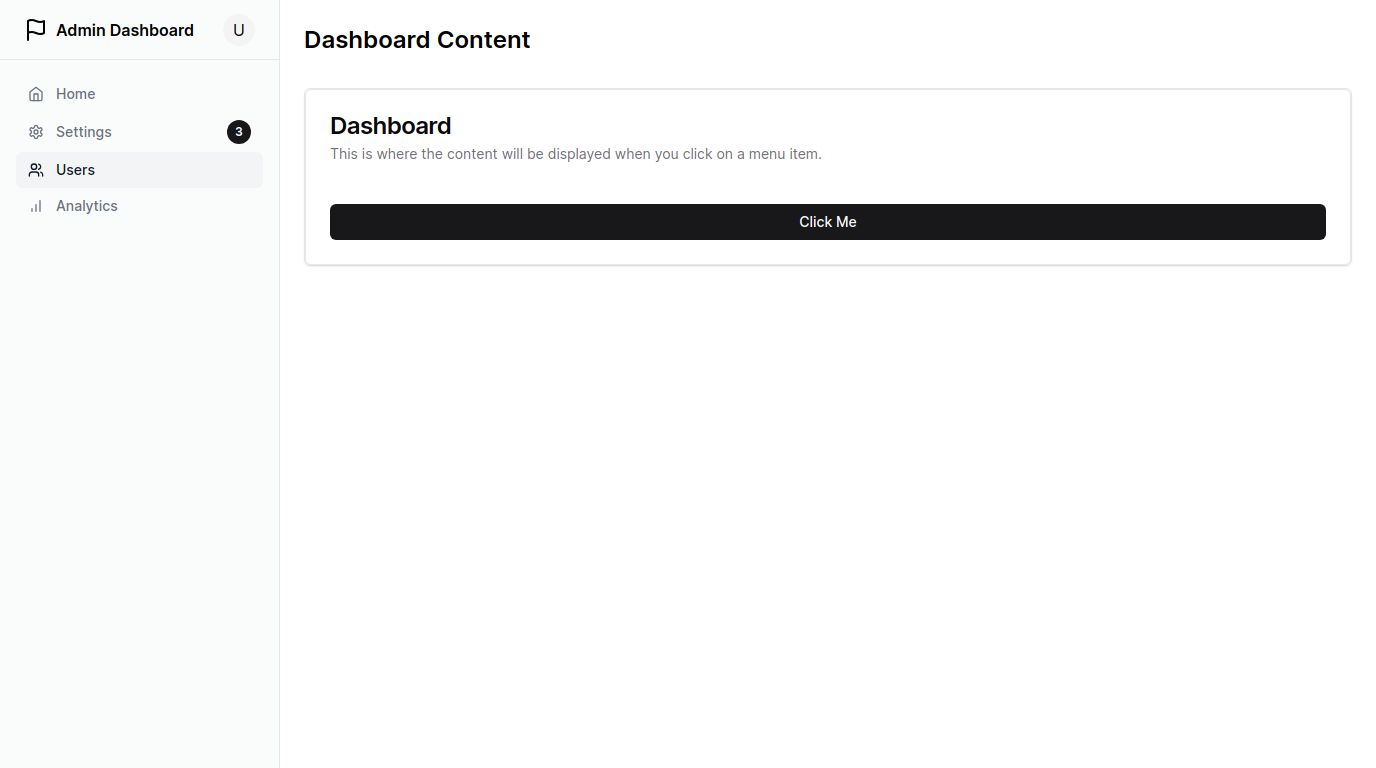 Admin Dashboard
U
Home
Settings
3
Users
Analytics
Dashboard Content
Dashboard
This is where the content will be displayed when you click on a menu item.
Click Me